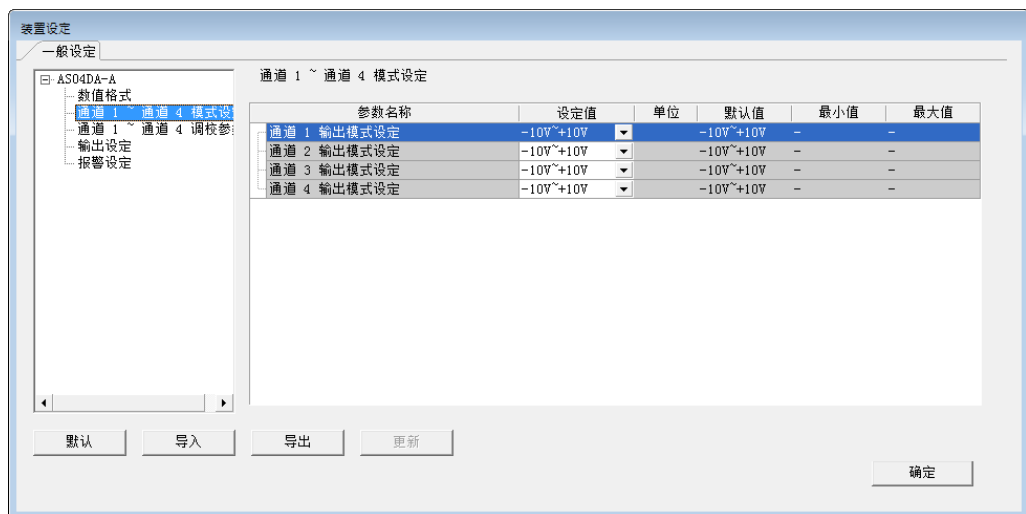 装置设定
一般设定
AS04DA-A
数值格式
通道 1 ~ 通道 4 模式设
通道 1 ~ 通道 4 调校参
输出设定
报警设定
通道 1 ~ 通道 4 模式设定
参数名称 设定值 单位 默认值 最小值 最大值
通道 1 输出模式设定 -10V~+10V -10V~+10V - -
通道 2 输出模式设定 -10V~+10V -10V~+10V - -
通道 3 输出模式设定 -10V~+10V -10V~+10V - -
通道 4 输出模式设定 -10V~+10V -10V~+10V - -
默认 导入 导出 更新
确定